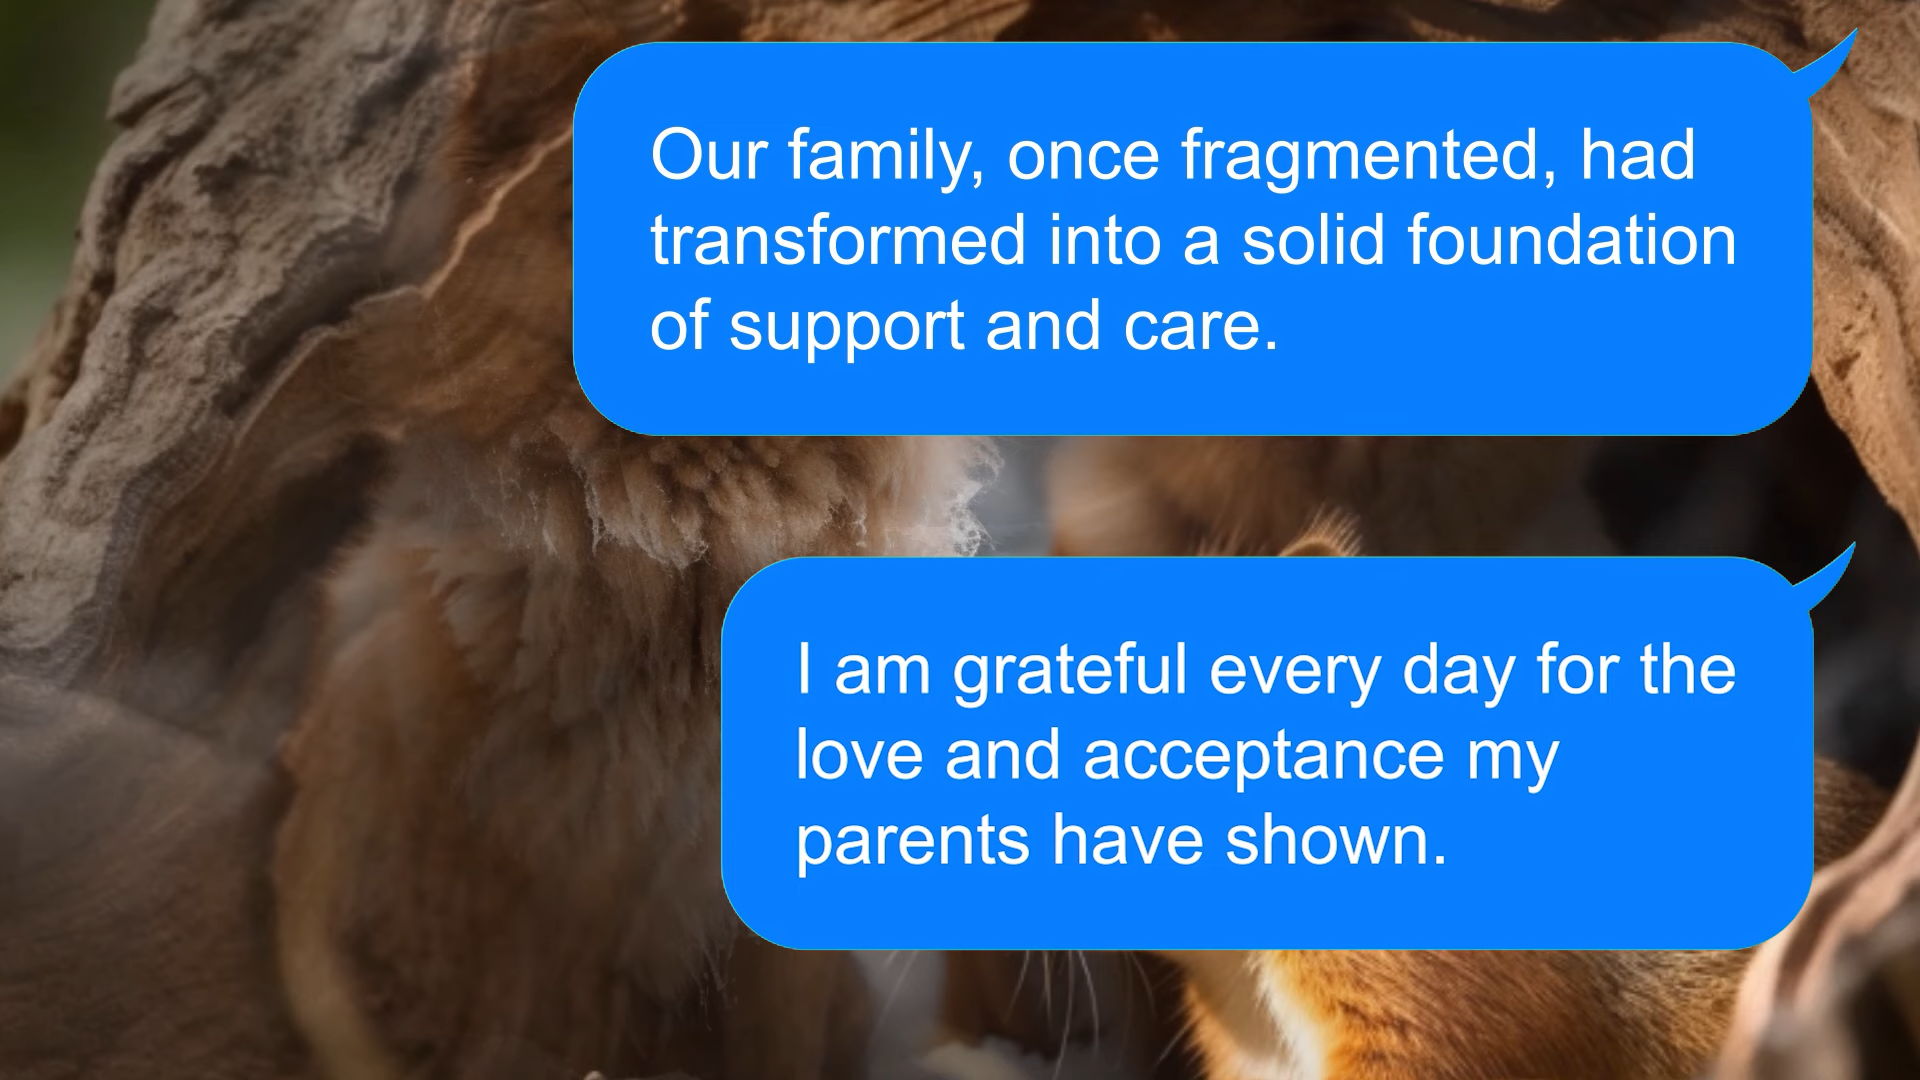 Our family, once fragmented, had
transformed into a solid foundation
of support and care.
I am grateful every day for the
love and acceptance my
parents have shown.